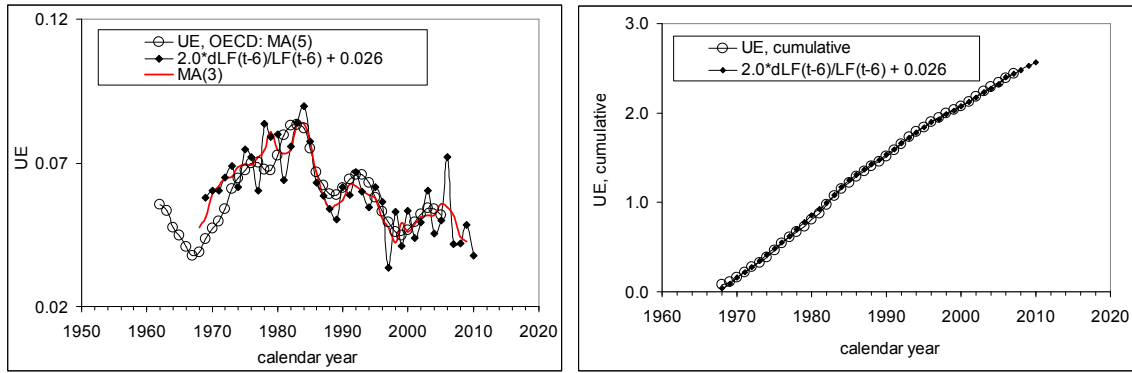 0.12
UE, OECD: MA(5)
2.0*dLF(t-6)/LF(t-6) + 0.026
MA(3)
UE
0.07
0.02
1950 1960 1970 1980 1990 2000 2010 2020
calendar year
3.0
UE, cumulative
2.0*dLF(t-6)/LF(t-6) + 0.026
UE, cumulative
2.0
1.0
0.0
1960 1970 1980 1990 2000 2010 2020
calendar year